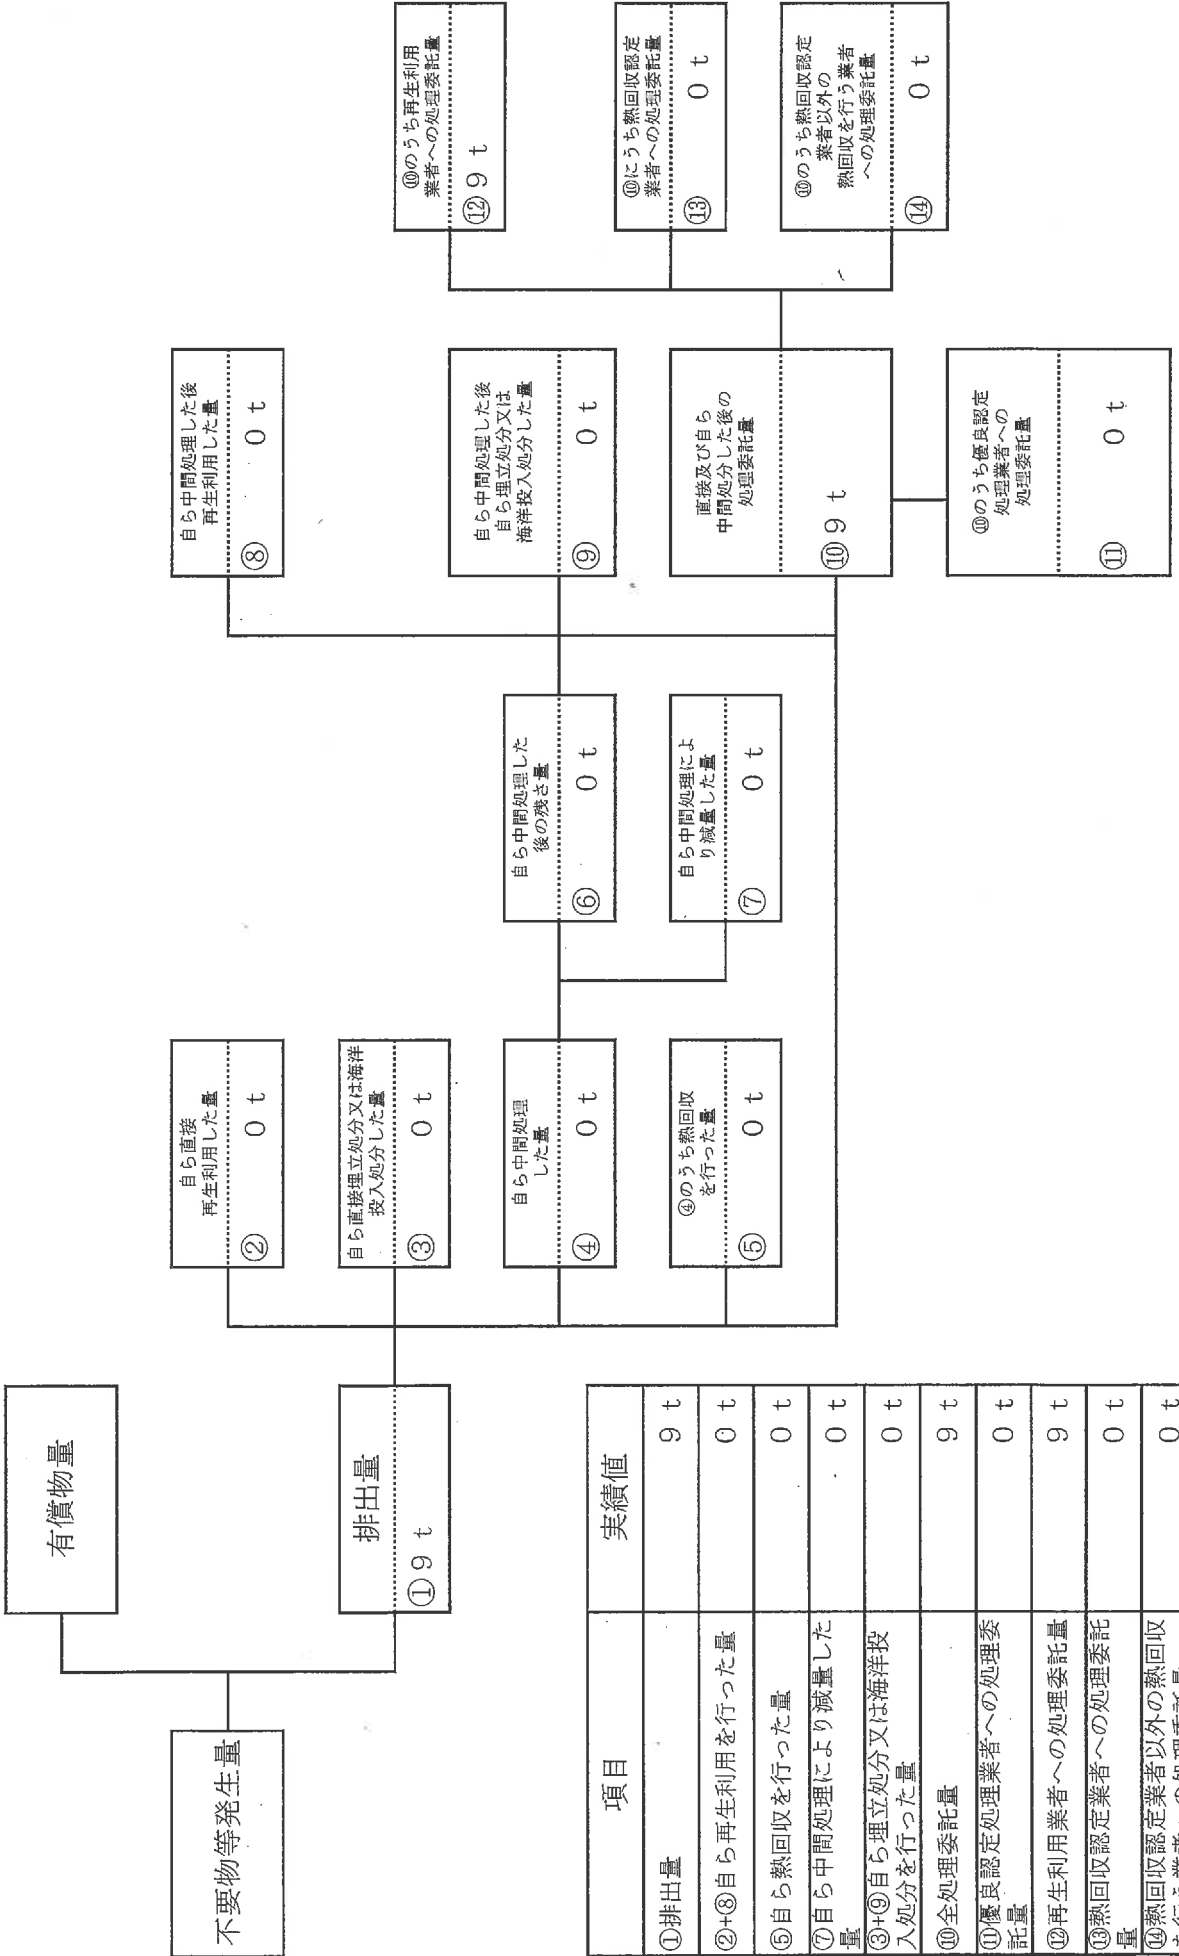 不要物等発生量
有償物量
排出量
①9 t
自ら直接
再生利用した量
② 0 t
自ら直接埋立処分又は海洋
投入処分した量
③ 0 t
自ら中間処理
した量
④ 0 t
④のうち熱回収
を行った量
⑤ 0 t
自ら中間処理した
後の残さ量
⑥ 0 t
自ら中間処理によ
り減量した量
⑦ 0 t
自ら中間処理した後
再生利用した量
⑧ 0 t
自ら中間処理した後
自ら埋立処分又は
海洋投入処分した量
⑨ 0 t
直接及び自ら
中間処分した後の
処理委託量
⑩9 t
⑩のうち優良認定
処理業者への
処理委託量
⑪ 0 t
⑩のうち再生利用
業者への処理委託量
⑫9 t
⑩にうち熱回収認定
業者への処理委託量
⑬ 0 t
⑩のうち熱回収認定
業者以外の
熱回収を行う業者
への処理委託量
⑭ 0 t
項目 実績値
①排出量 9 t
②+⑧自ら再生利用を行った量 0 t
⑤自ら熱回収を行った量 0 t
⑦自ら中間処理により減量した
量 0 t
③+⑨自ら埋立処分又は海洋投
入処分を行った量 0 t
⑩全処理委託量 9 t
⑪優良認定処理業者への処理委
託量 0 t
⑫再生利用業者への処理委託量 9 t
⑬熱回収認定業者への処理委託
量 0 t
⑭熱回収認定業者以外の熱回収
を行う業者への処理委託量 0 t